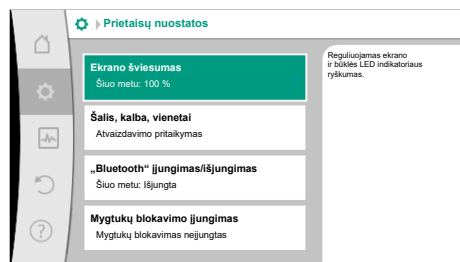 Prietaisų nuostatos
Ekrano šviesumas
Šiuo metu: 100 %
Šalis, kalba, vienetai
Atvaizdavimo pritaikymas
„Bluetooth“ įjungimas/išjungimas
Šiuo metu: Išjungta
Mygtukų blokavimo įjungimas
Mygtukų blokavimas neįjungtas
Reguliuojamas ekrano
ir būklės LED indikatoriaus
ryškumas.